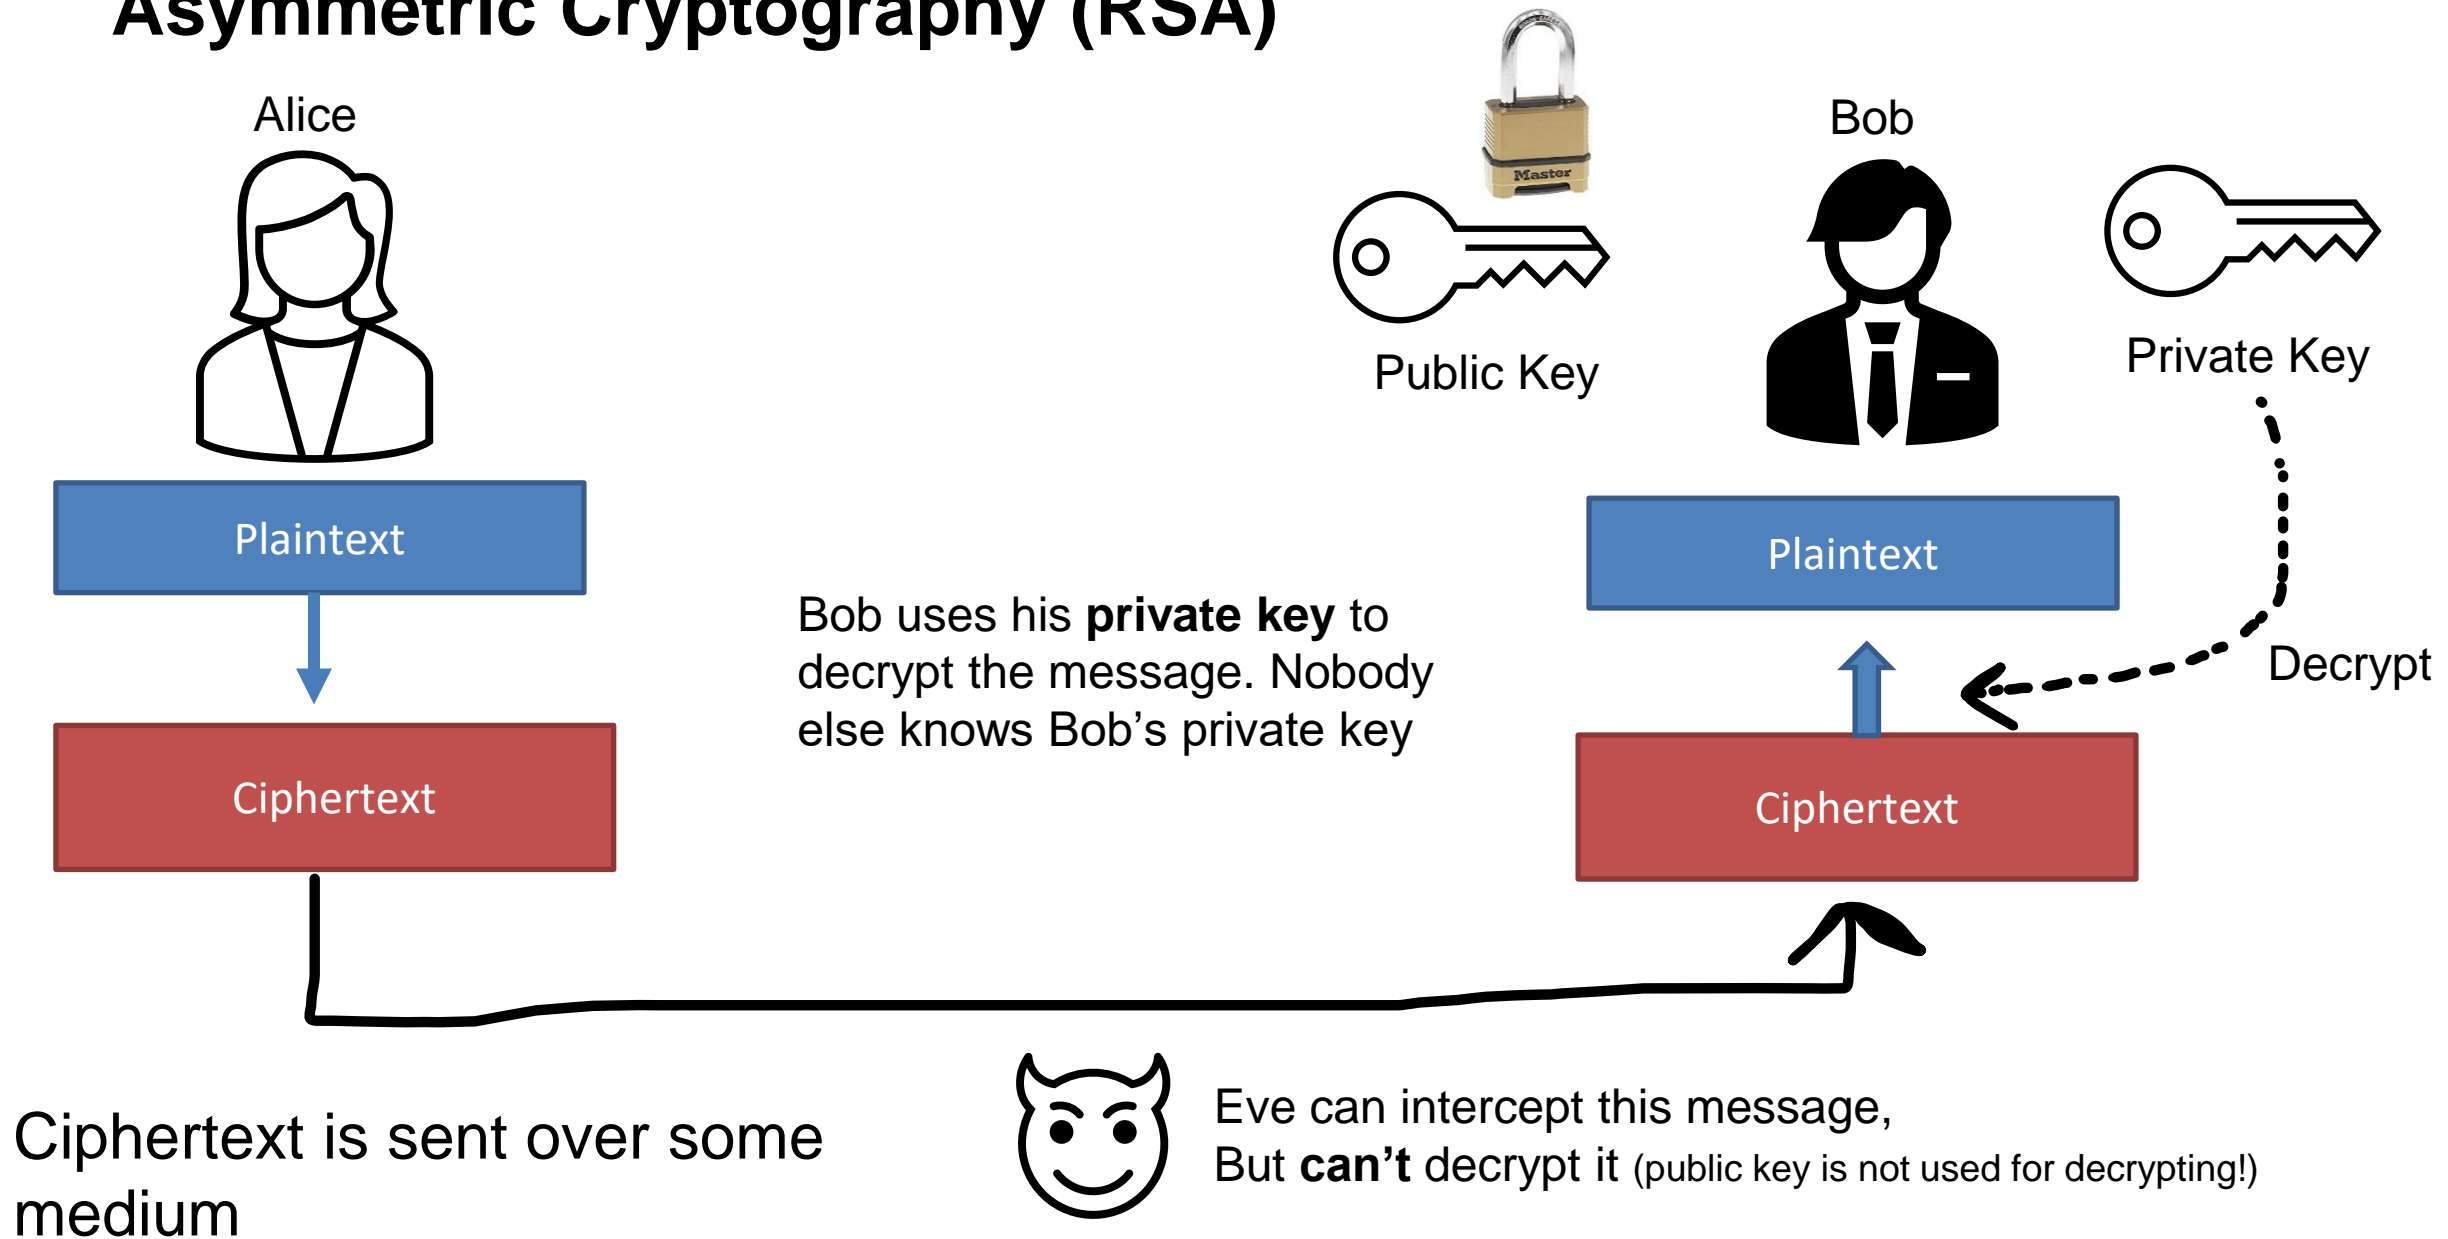 Asymmetric Cryptography (RSA)
Alice
Master
Bob
Public Key
Private Key
Plaintext
Plaintext
Bob uses his private key to
decrypt the message. Nobody
else knows Bob’s private key
Decrypt
Ciphertext
Ciphertext
Ciphertext is sent over some
medium
Eve can intercept this message,
But can’t decrypt it (public key is not used for decrypting!)